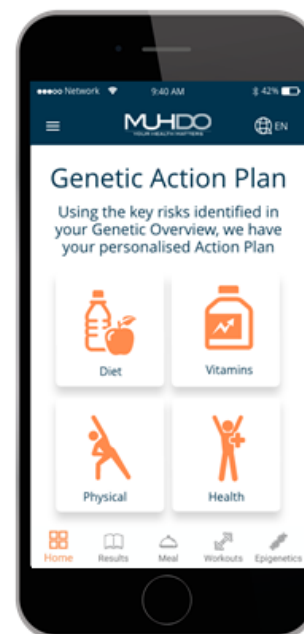 Network 9:40 AM 42%
MUHDO EN
YOUR HEALTH MATTERS
Genetic Action Plan
Using the key risks identified in
your Genetic Overview, we have
your personalised Action Plan
Diet Vitamins
Physical Health
Home Results Meal Workouts Epigenetics